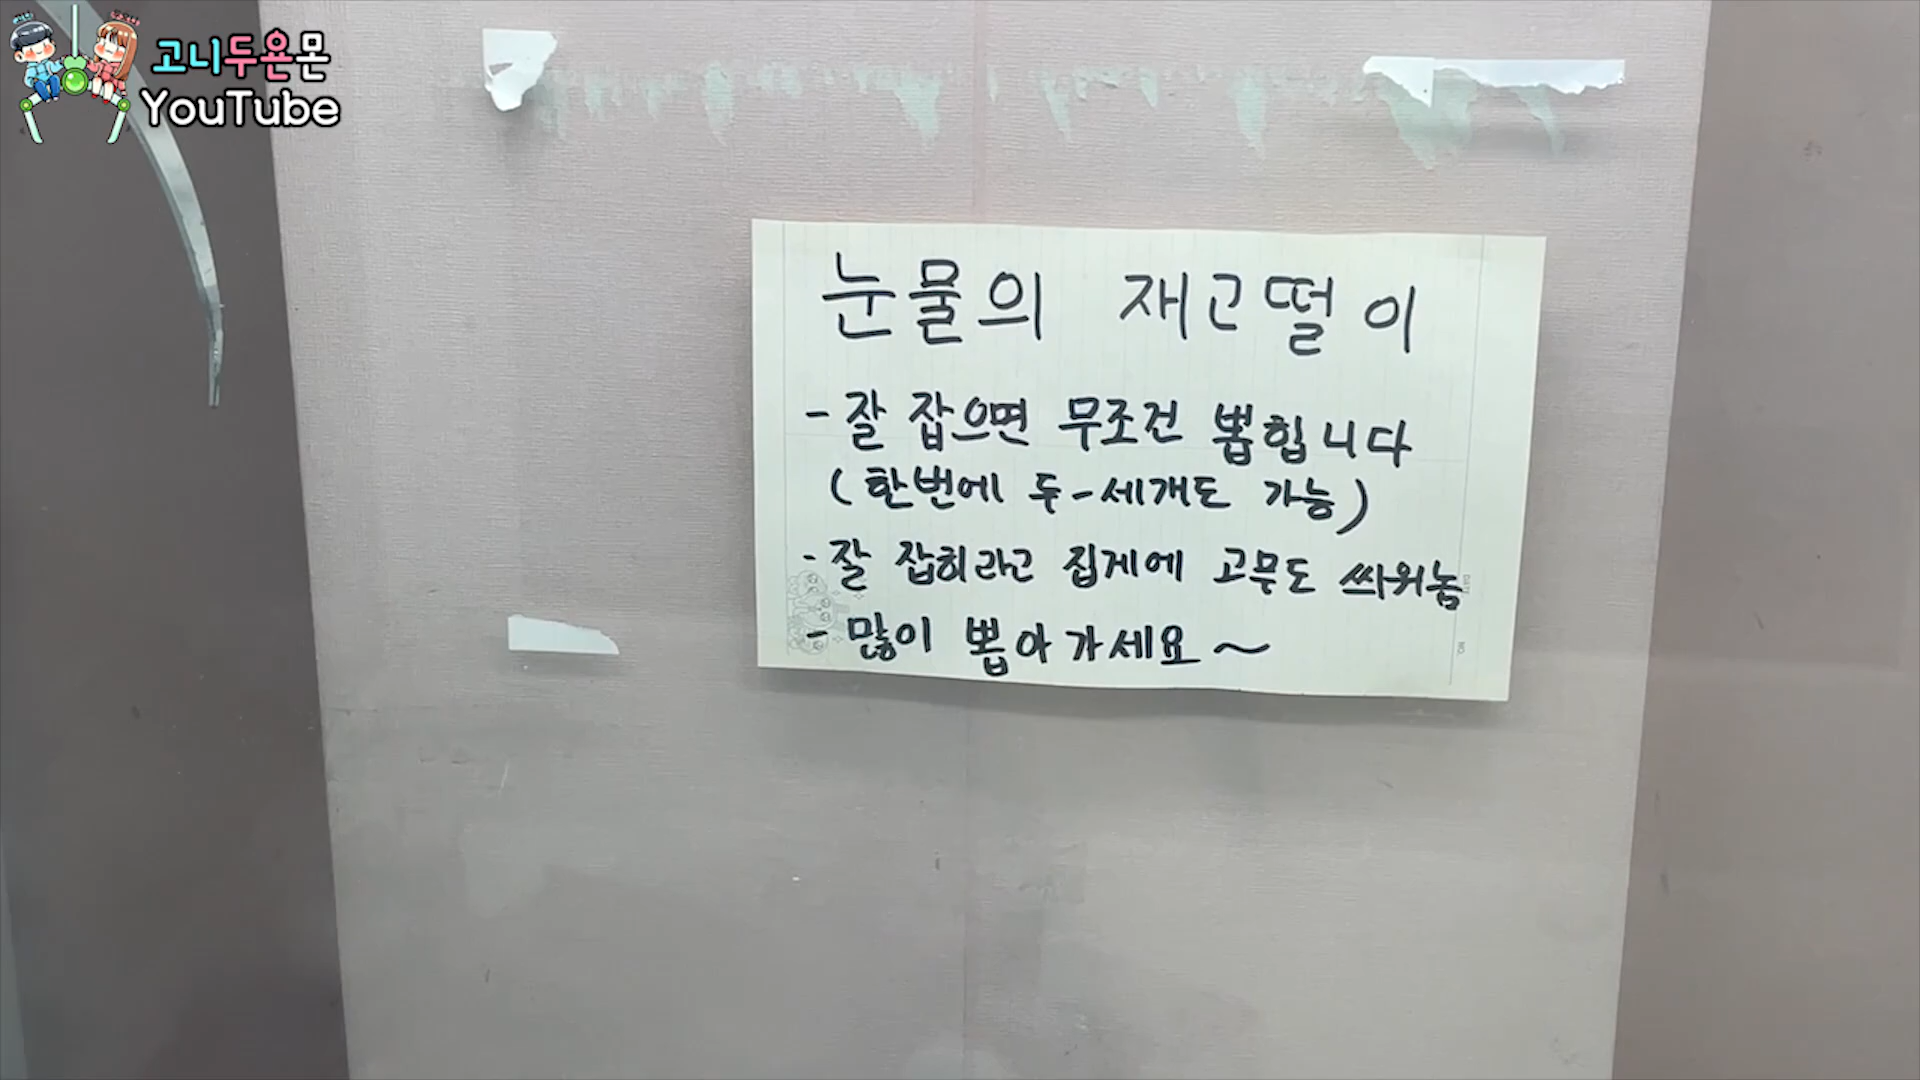 고니두욘몬
YouTube
눈물의 재고떨이
- 잘 잡으면 무조건 뽑힙니다
(한번에 두-세개도 가능)
- 잘 잡히라고 집게에 고무도 씌워놈
- 많이 뽑아가세요~